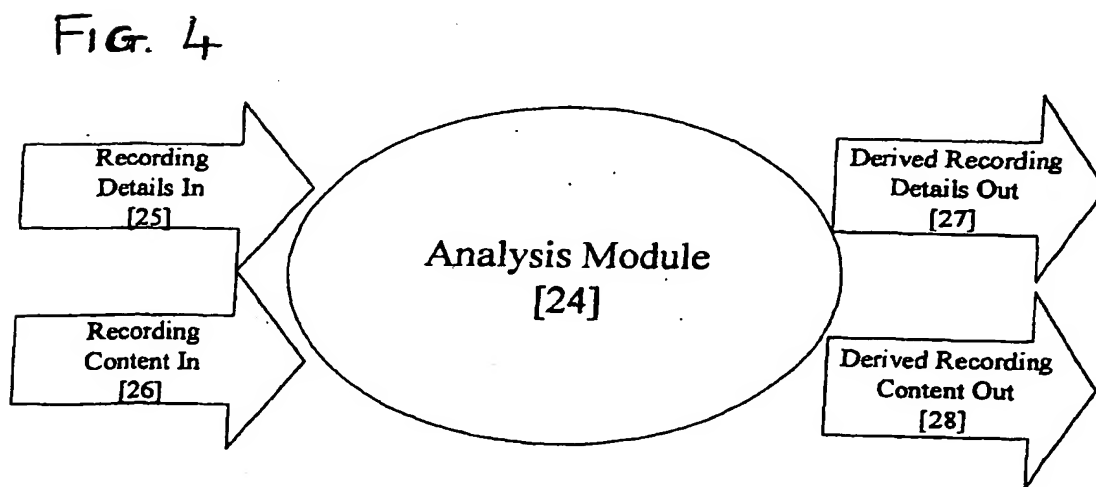 FIG. 4
Recording
Details In
[25]
Recording
Content In
[26]
Analysis Module
[24]
Derived Recording
Details Out
[27]
Derived Recording
Content Out
[28]